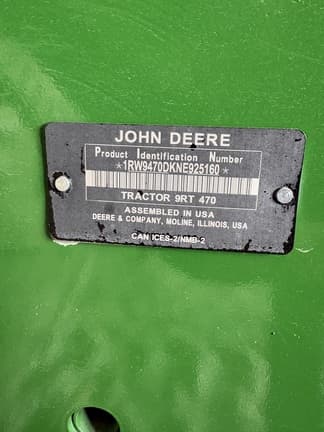 JOHN DEERE
Product Identification Number
*1RW9470DKNE925160*
TRACTOR 9RT 470
ASSEMBLED IN USA
DEERE & COMPANY, MOLINE, ILLINOIS, USA
CAN ICES-2/NMB-2